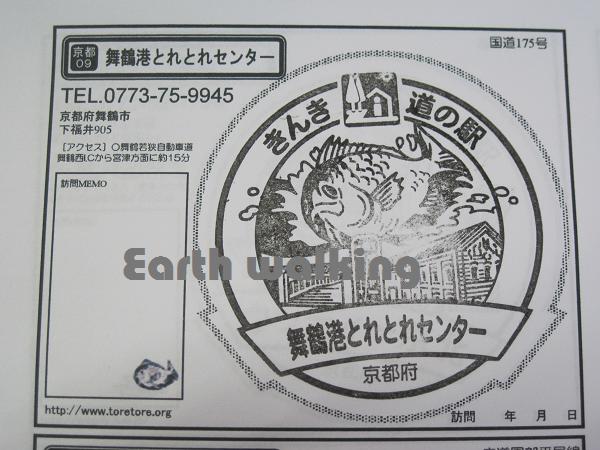 京都
09
舞鶴港とれとれセンター
国道175号
TEL.0773-75-9945
京都府舞鶴市
下福井905
[アクセス]〇舞鶴若狭自動車道
舞鶴西I.Cから宮津方面に約15分
訪問MEMO
きんき 道の駅
Earth walking
舞鶴港とれとれセンター
京都府
http://www.toretore.org
訪問 年 月 日